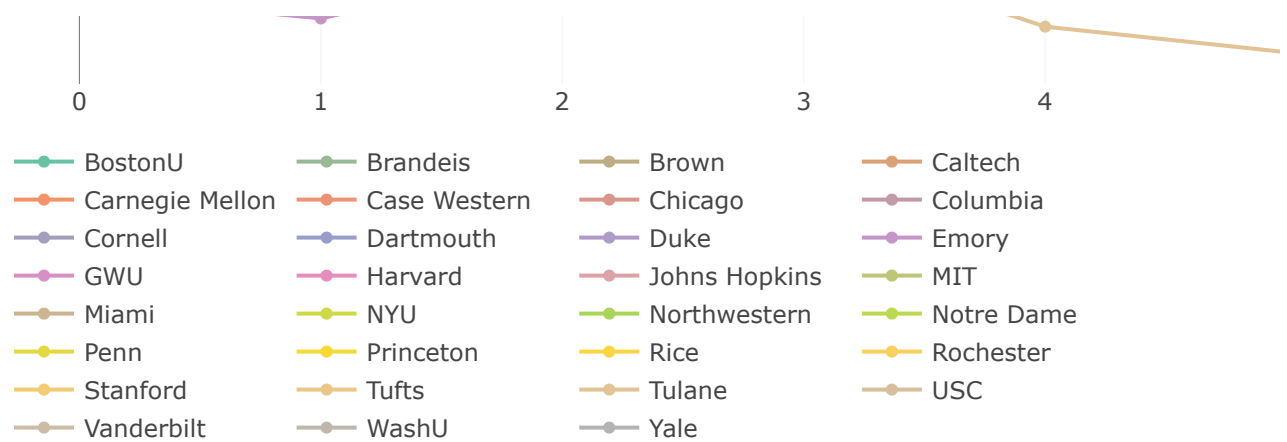 0 1 2 3 4
BostonU Brandeis Brown Caltech
Carnegie Mellon Case Western Chicago Columbia
Cornell Dartmouth Duke Emory
GWU Harvard Johns Hopkins MIT
Miami NYU Northwestern Notre Dame
Penn Princeton Rice Rochester
Stanford Tufts Tulane USC
Vanderbilt WashU Yale